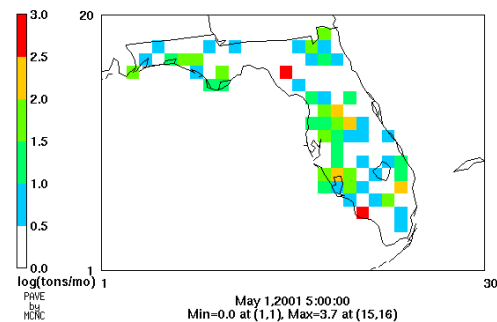 3.0
2.5
2.0
1.5
1.0
0.5
0.0
log(tons/mo)
PAVE
by
MCNC
20
1
1
30
May 1,2001 5:00:00
Min=0.0 at (1,1), Max=3.7 at (15,16)